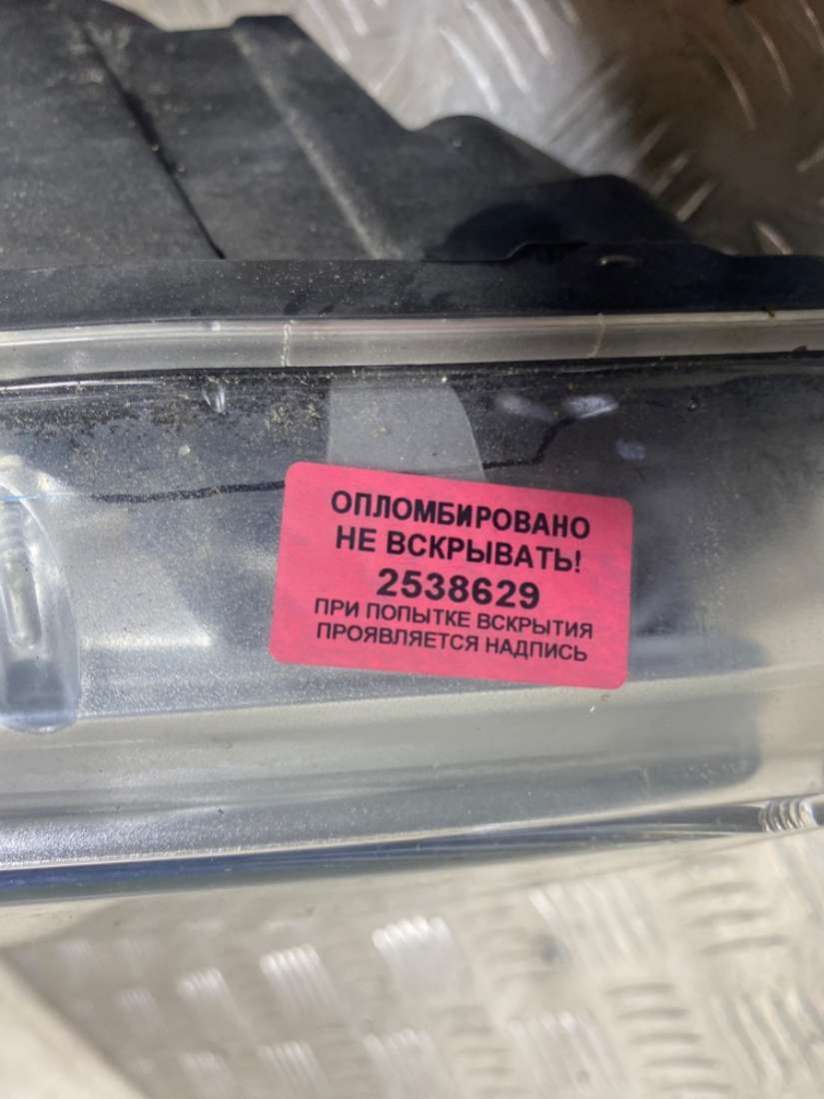 ОПЛОМБИРОВАНО
НЕ ВСКРЫВАТЬ!
2538629
ПРИ ПОПЫТКЕ ВСКРЫТИЯ
ПРОЯВЛЯЕТСЯ НАДПИСЬ